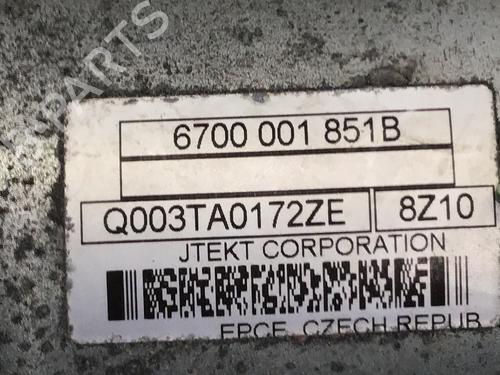 6700 001 851B
Q003TA0172ZE 8Z10
JTEKT CORPORATION
EPCE, CZECH REPUB